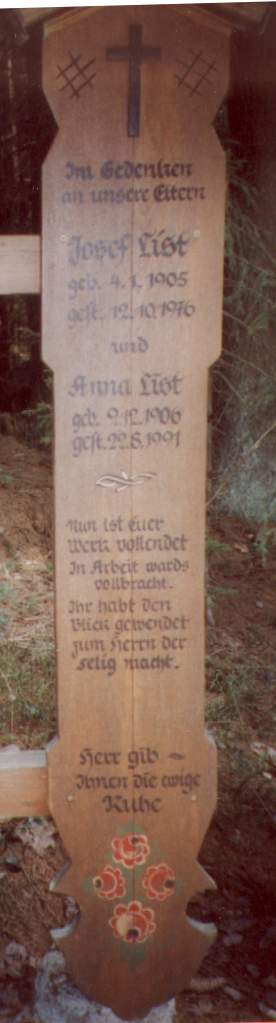 Im Gedenken
an unsere Eltern
Josef List
geb. 4.1.1905
gest. 12.10.1976
und
Anna List
geb. 9.12.1906
gest. 22.8.1991
Nun ist Euer
Werk vollendet
In Arbeit wards
vollbracht.
Ihr habt den
Blick gewendet
zum Herrn der
selig macht.
Herr gib
Ihnen die ewige
Ruhe